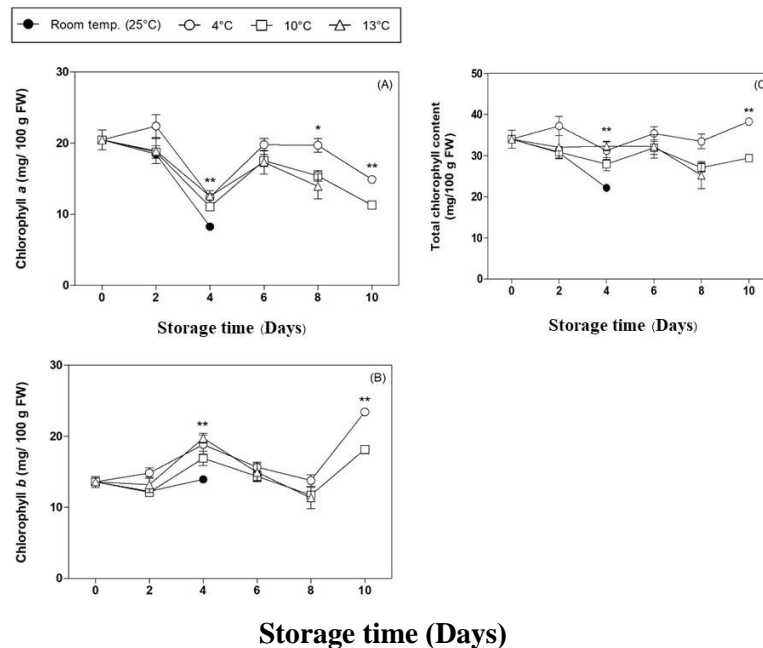 Room temp. (25°C) 4°C 10°C 13°C
(A)
Chlorophyll a (mg/ 100 g FW)
30
20
10
0
*
**
**
0 2 4 6 8 10
Storage time (Days)
(C
Total chlorophyll content
(mg/100 g FW)
50
40
30
20
10
0
**
**
0 2 4 6 8 10
Storage time (Days)
(B)
Chlorophyll b (mg/ 100 g FW)
30
20
10
0
**
**
0 2 4 6 8 10
Storage time (Days)